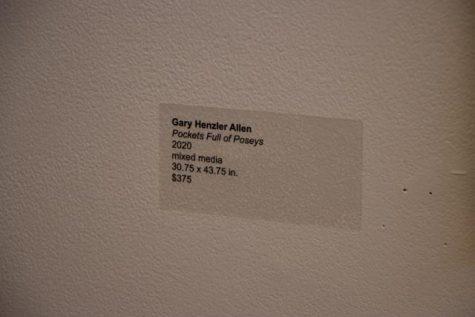 Gary Henzler Allen
Pockets Full of Poseys
2020
mixed media
30.75 x 43.75 in.
$375